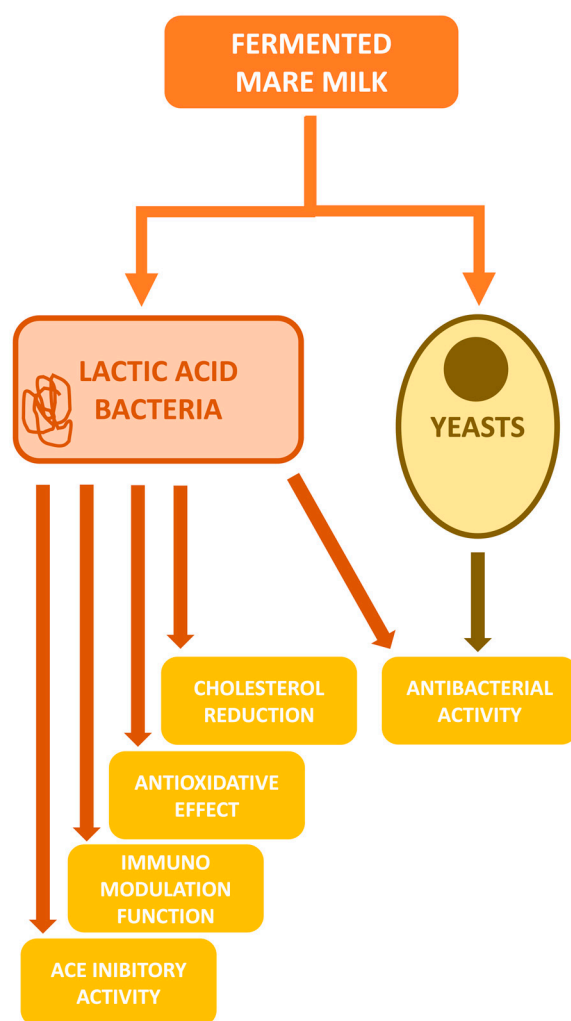 FERMENTED
MARE MILK
LACTIC ACID
BACTERIA
YEASTS
CHOLESTEROL
REDUCTION
ANTIBACTERIAL
ACTIVITY
ANTIOXIDATIVE
EFFECT
IMMUNO
MODULATION
FUNCTION
ACE INIBITORY
ACTIVITY